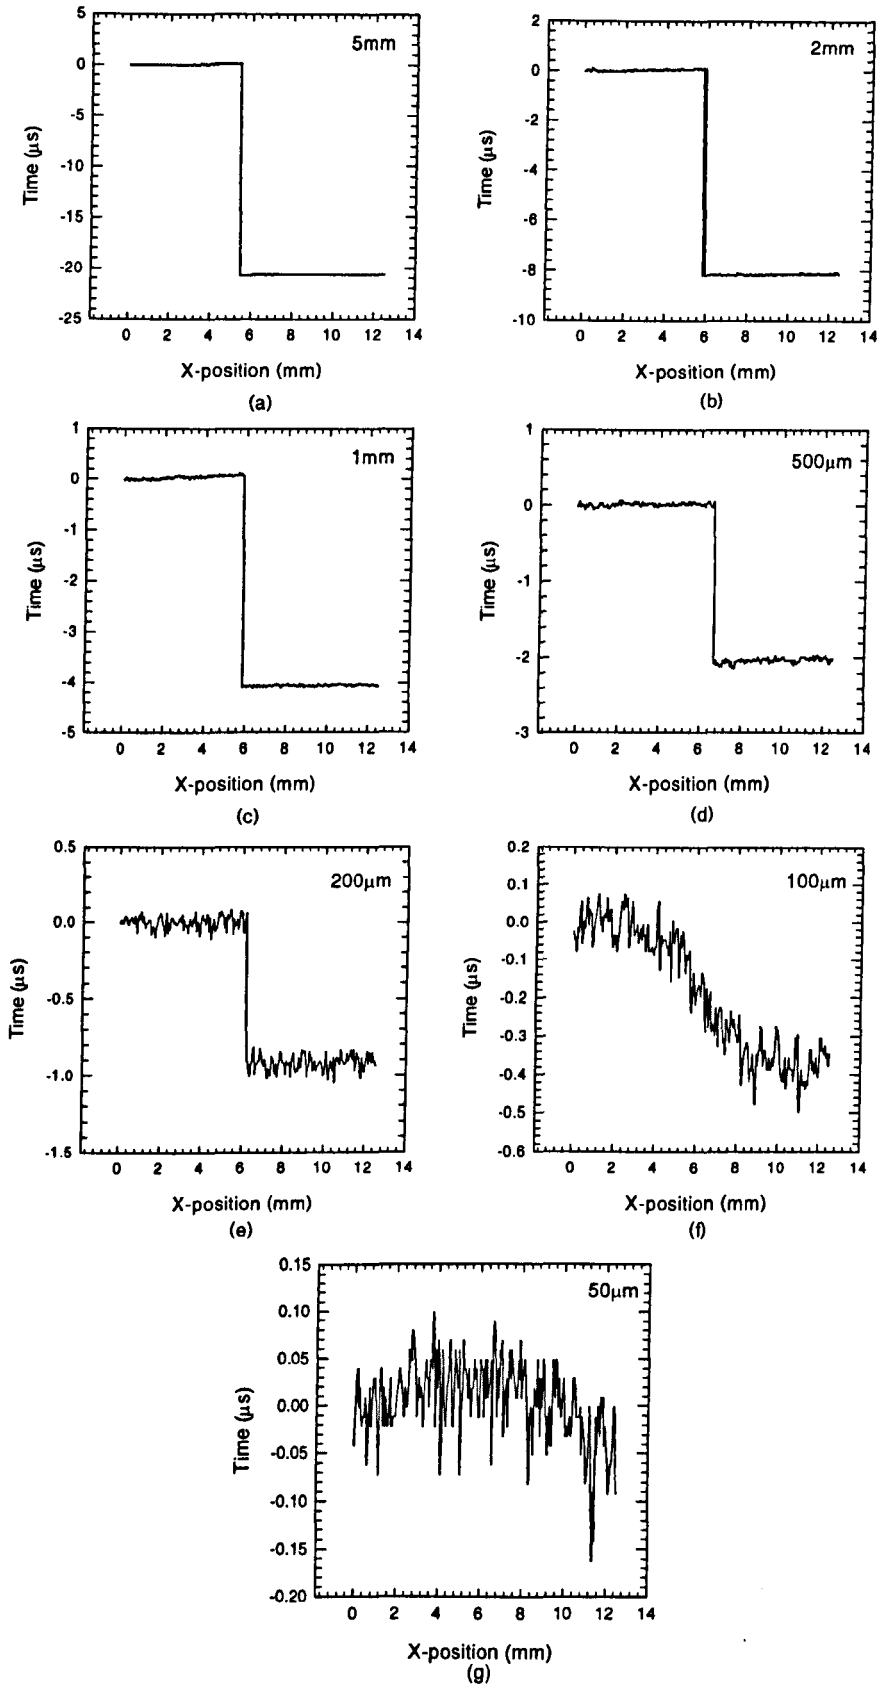 5
0
-5
-10
-15
-20
-25
Time (µs)
5mm
0 2 4 6 8 10 12 14
X-position (mm)
(a)
2
0
-2
-4
-6
-8
-10
Time (µs)
2mm
0 2 4 6 8 10 12 14
X-position (mm)
(b)
1
0
-1
-2
-3
-4
-5
Time (µs)
1mm
0 2 4 6 8 10 12 14
X-position (mm)
(c)
1
0
-1
-2
-3
Time (µs)
500µm
0 2 4 6 8 10 12 14
X-position (mm)
(d)
0.5
0.0
-0.5
-1.0
-1.5
Time (µs)
200µm
0 2 4 6 8 10 12 14
X-position (mm)
(e)
0.2
0.1
0.0
-0.1
-0.2
-0.3
-0.4
-0.5
-0.6
Time (µs)
100µm
0 2 4 6 8 10 12 14
X-position (mm)
(f)
0.15
0.10
0.05
0.00
-0.05
-0.10
-0.15
-0.20
Time (µs)
50µm
0 2 4 6 8 10 12 14
X-position (mm)
(g)